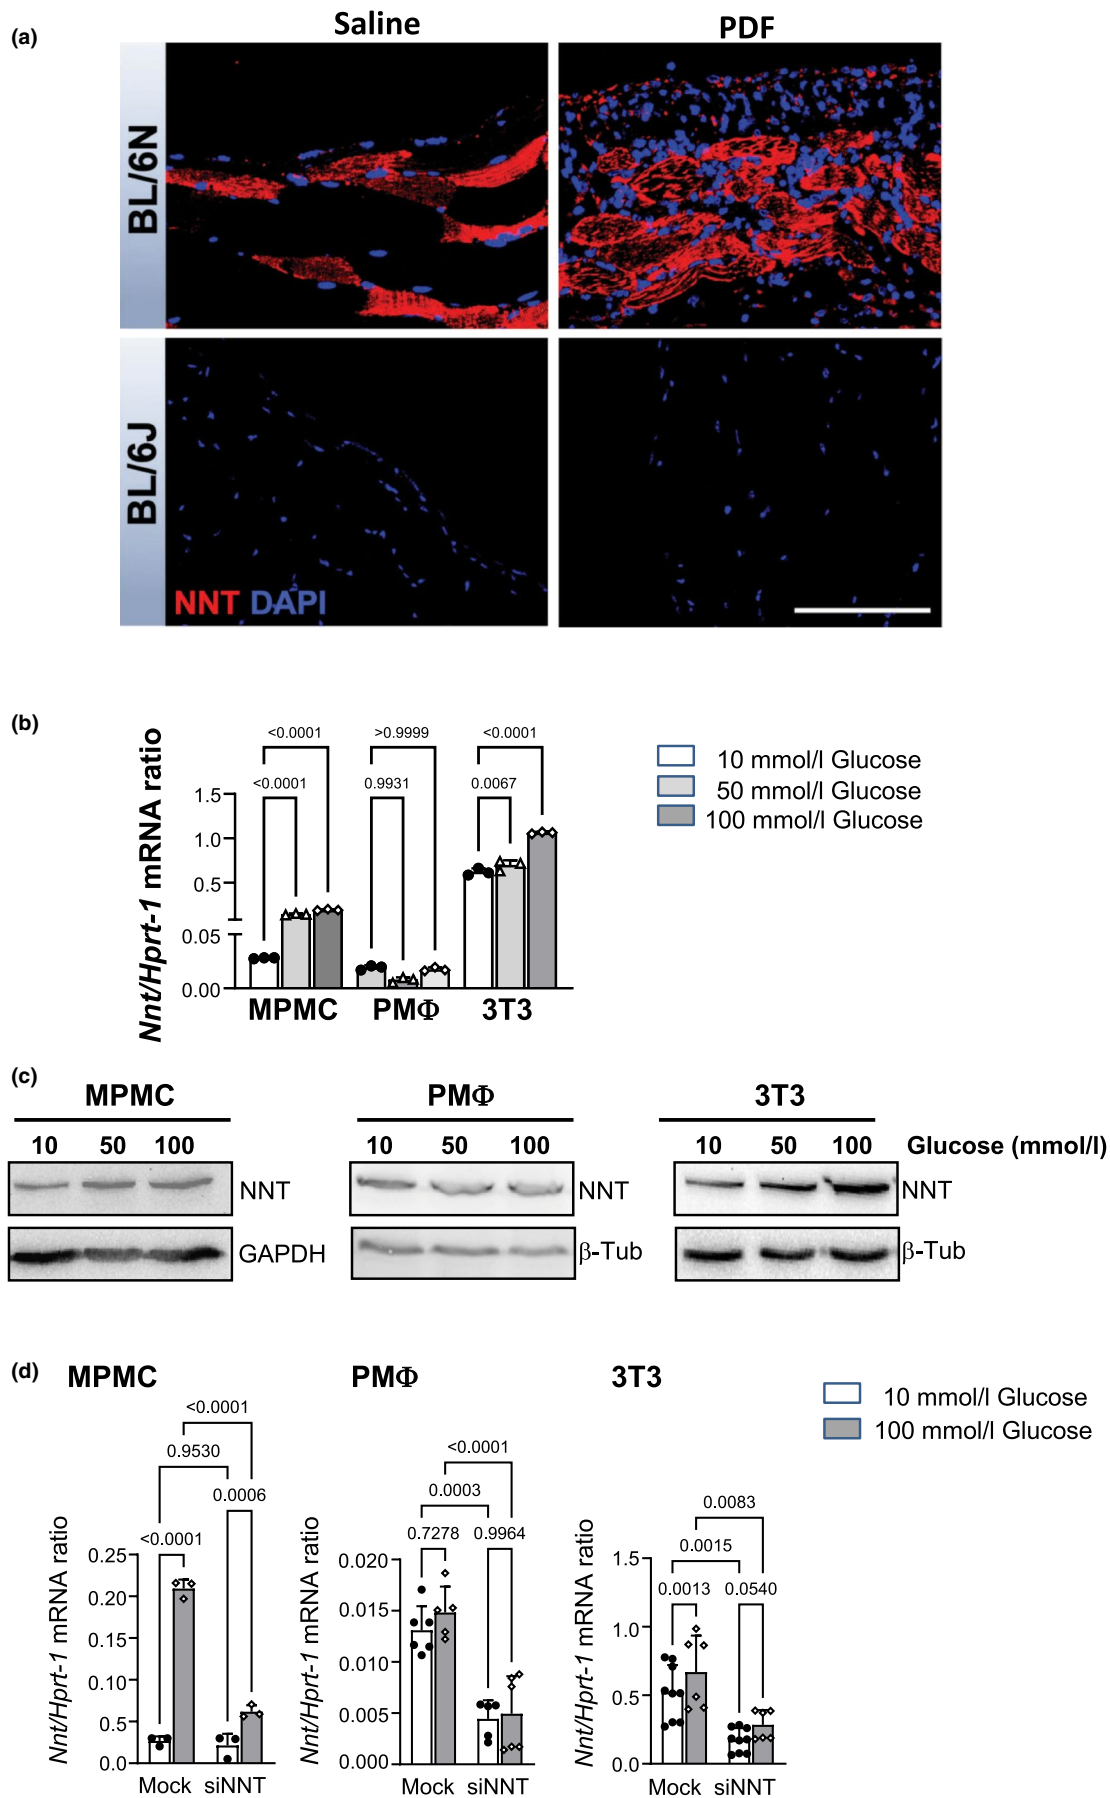 (a)
Saline PDF
BL/6N
BL/6J
NNT DAPI
(b)
Nnt/Hprt-1 mRNA ratio
<0.0001 >0.9999 <0.0001
<0.0001 0.9931 0.0067
1.5
1.0
0.5
0.05
0.00
MPMC PMΦ 3T3
10 mmol/l Glucose
50 mmol/l Glucose
100 mmol/l Glucose
(c)
MPMC PMΦ 3T3
10 50 100 10 50 100 10 50 100 Glucose (mmol/l)
NNT NNT NNT
GAPDH β-Tub β-Tub
(d)
MPMC PMΦ 3T3
10 mmol/l Glucose
100 mmol/l Glucose
Nnt/Hprt-1 mRNA ratio
<0.0001
0.9530
0.0006
<0.0001
0.25
0.20
0.15
0.10
0.5
0.0
Mock siNNT
Nnt/Hprt-1 mRNA ratio
<0.0001
0.0003
0.7278 0.9964
0.020
0.015
0.010
0.005
0.000
Mock siNNT
Nnt/Hprt-1 mRNA ratio
0.0083
0.0015
0.0013 0.0540
1.5
1.0
0.5
0.0
Mock siNNT